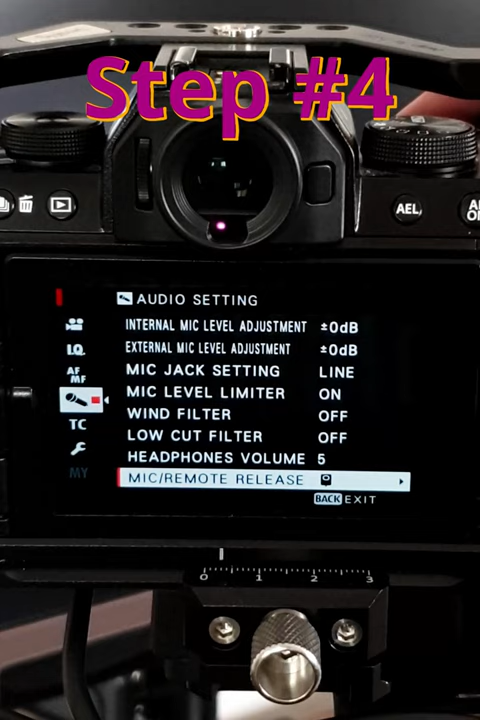 Step #4
AEL
AUDIO SETTING
INTERNAL MIC LEVEL ADJUSTMENT ±0dB
EXTERNAL MIC LEVEL ADJUSTMENT ±0dB
I.Q.
MIC JACK SETTING LINE
AF
MF
MIC LEVEL LIMITER ON
WIND FILTER OFF
TC
LOW CUT FILTER OFF
HEADPHONES VOLUME 5
MY
MIC/REMOTE RELEASE
BACK EXIT
0 1 2 3